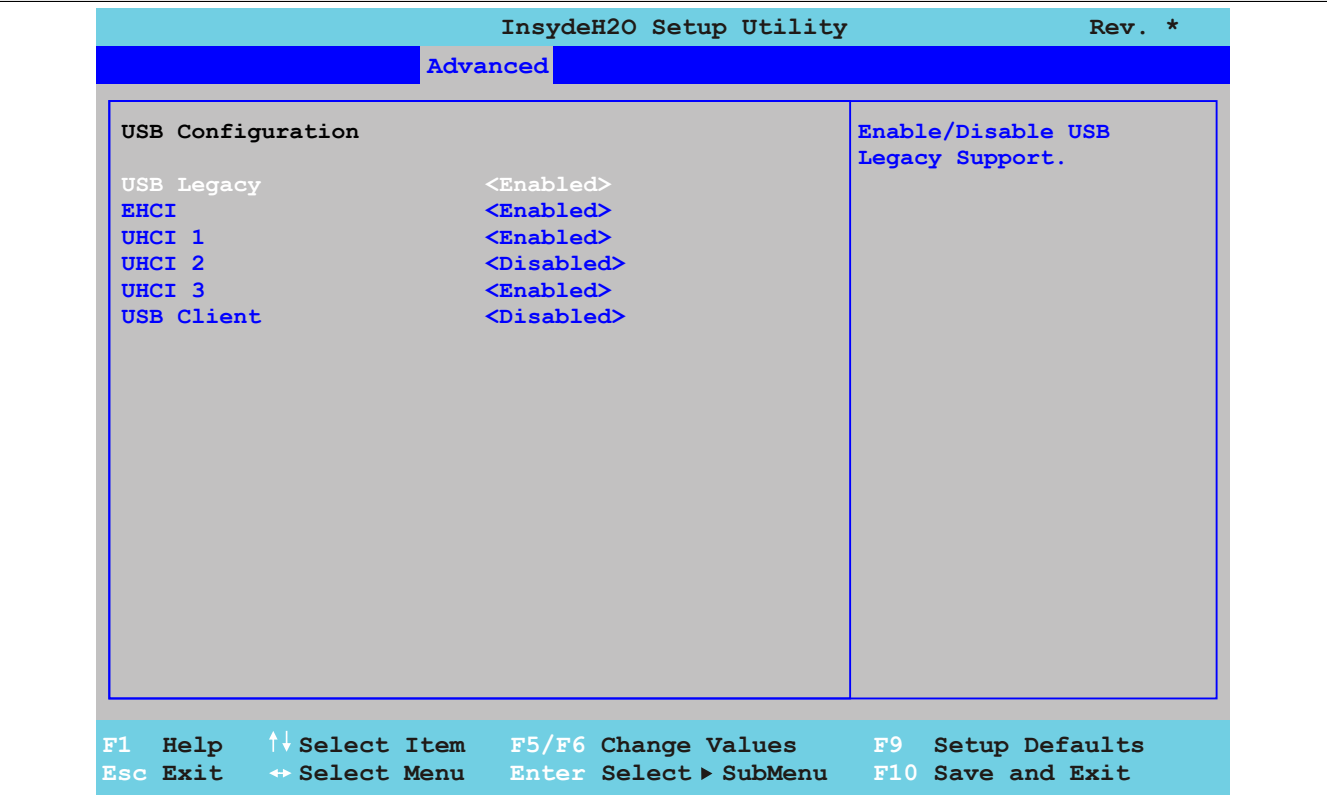 InsydeH2O Setup Utility Rev. *
Advanced
USB Configuration
USB Legacy <Enabled>
EHCI <Enabled>
UHCI 1 <Enabled>
UHCI 2 <Disabled>
UHCI 3 <Enabled>
USB Client <Disabled>
Enable/Disable USB
Legacy Support.
F1 Help ↑↓ Select Item F5/F6 Change Values F9 Setup Defaults
Esc Exit ↔ Select Menu Enter Select ▶ SubMenu F10 Save and Exit